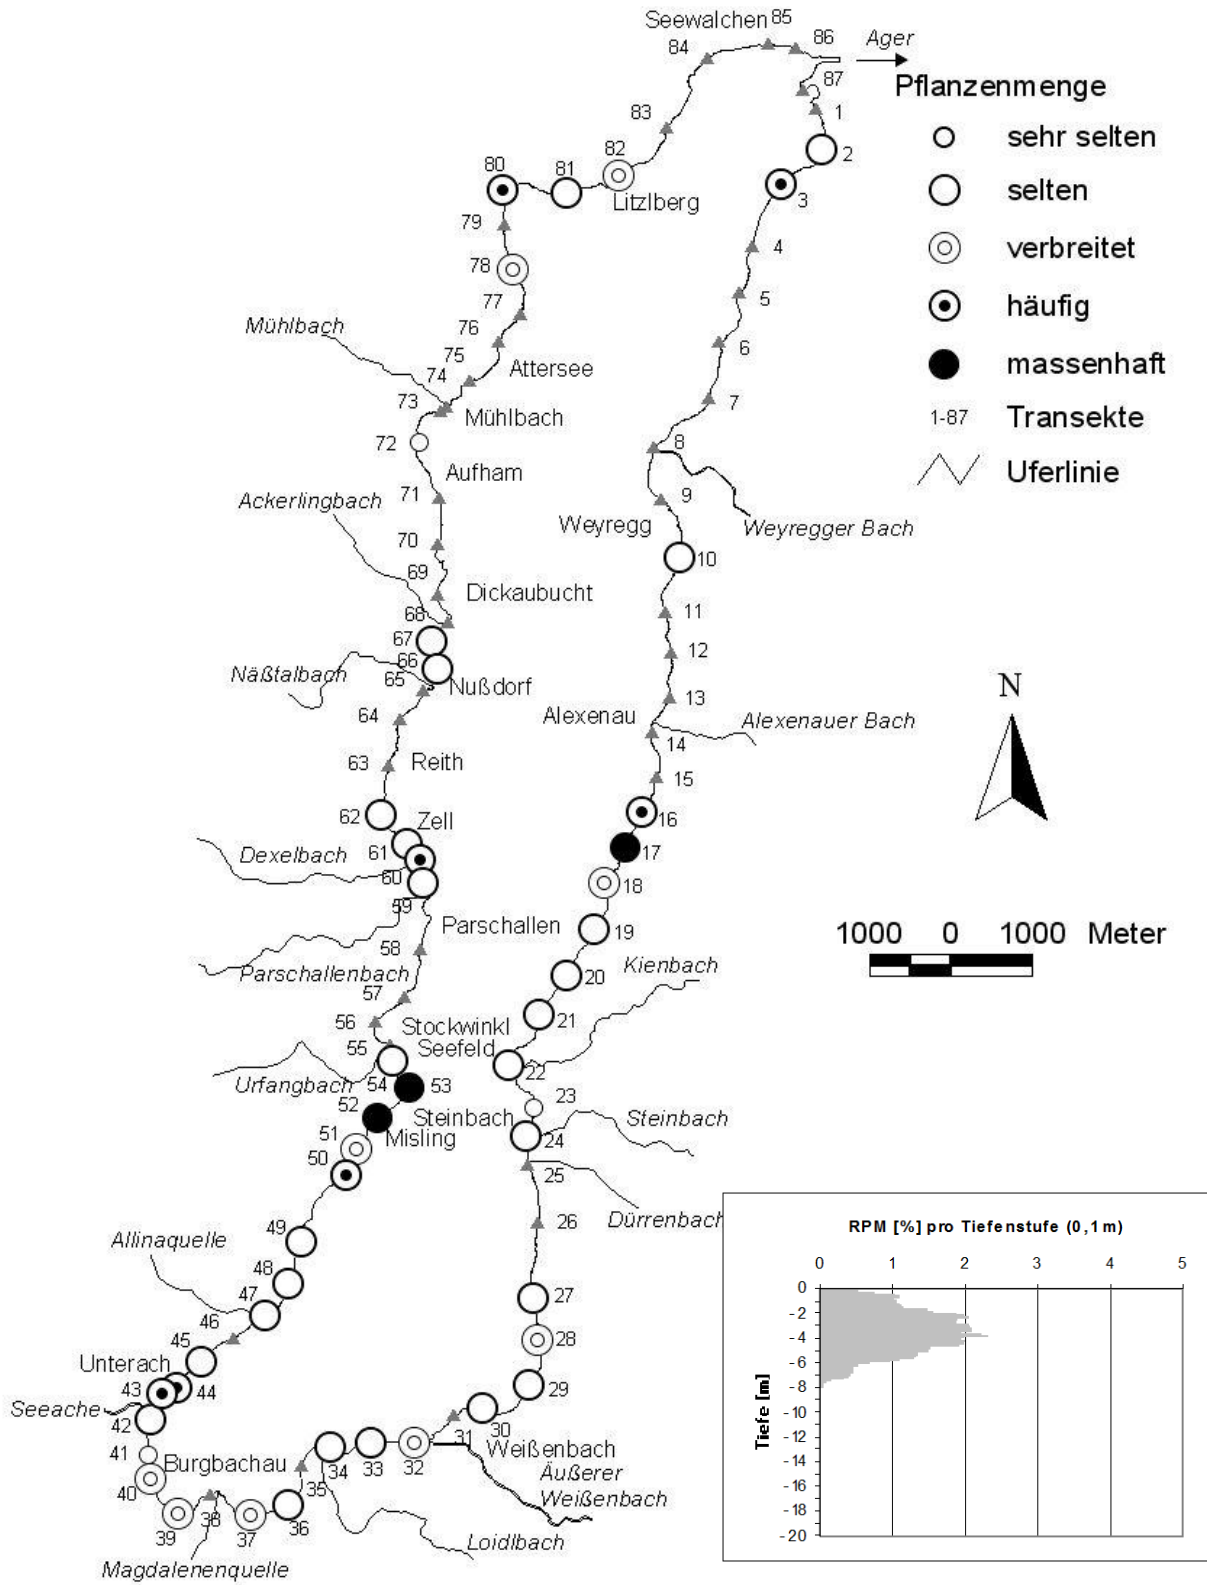 Seewalchen
85
84
86
Ager
87
Pflanzenmenge
1
83
sehr selten
82
2
80
81
selten
3
Litzlberg
79
4
verbreitet
78
5
77
häufig
Mühlbach
76
6
75
Attersee
massenhaft
74
7
73
Mühlbach
1-87
Transekte
72
8
Aufham
Uferlinie
Ackerlingbach
71
9
Weyregg
Weyregger Bach
70
10
69
Dickaubucht
68
11
67
12
66
Näßtalbach
65
Nußdorf
N
13
64
Alexenau
Alexenauer Bach
14
63
Reith
15
62
Zell
16
61
17
Dexelbach
60
18
59
Parschallen
19
58
Kienbach
Parschallenbach
20
1000
0
1000
Meter
57
21
56
Stockwinkl
55
Seefeld
22
Urfangbach
54
53
23
52
Steinbach
Steinbach
51
Misling
24
50
25
Dürrenbach
26
49
Allinaquelle
48
47
27
46
28
45
Unterach
29
43
44
Seeache
42
30
31
41
Weißenbach
Burgbachau
34
33
32
Äußerer
40
35
Weißenbach
39
38
37
36
Loidlbach
Magdalenenquelle
RPM [%] pro Tiefenstufe (0,1m)
0
1
2
3
4
5
0
-2
-4
-6
-8
Tiefe [m]
-10
-12
-14
-16
-18
-20